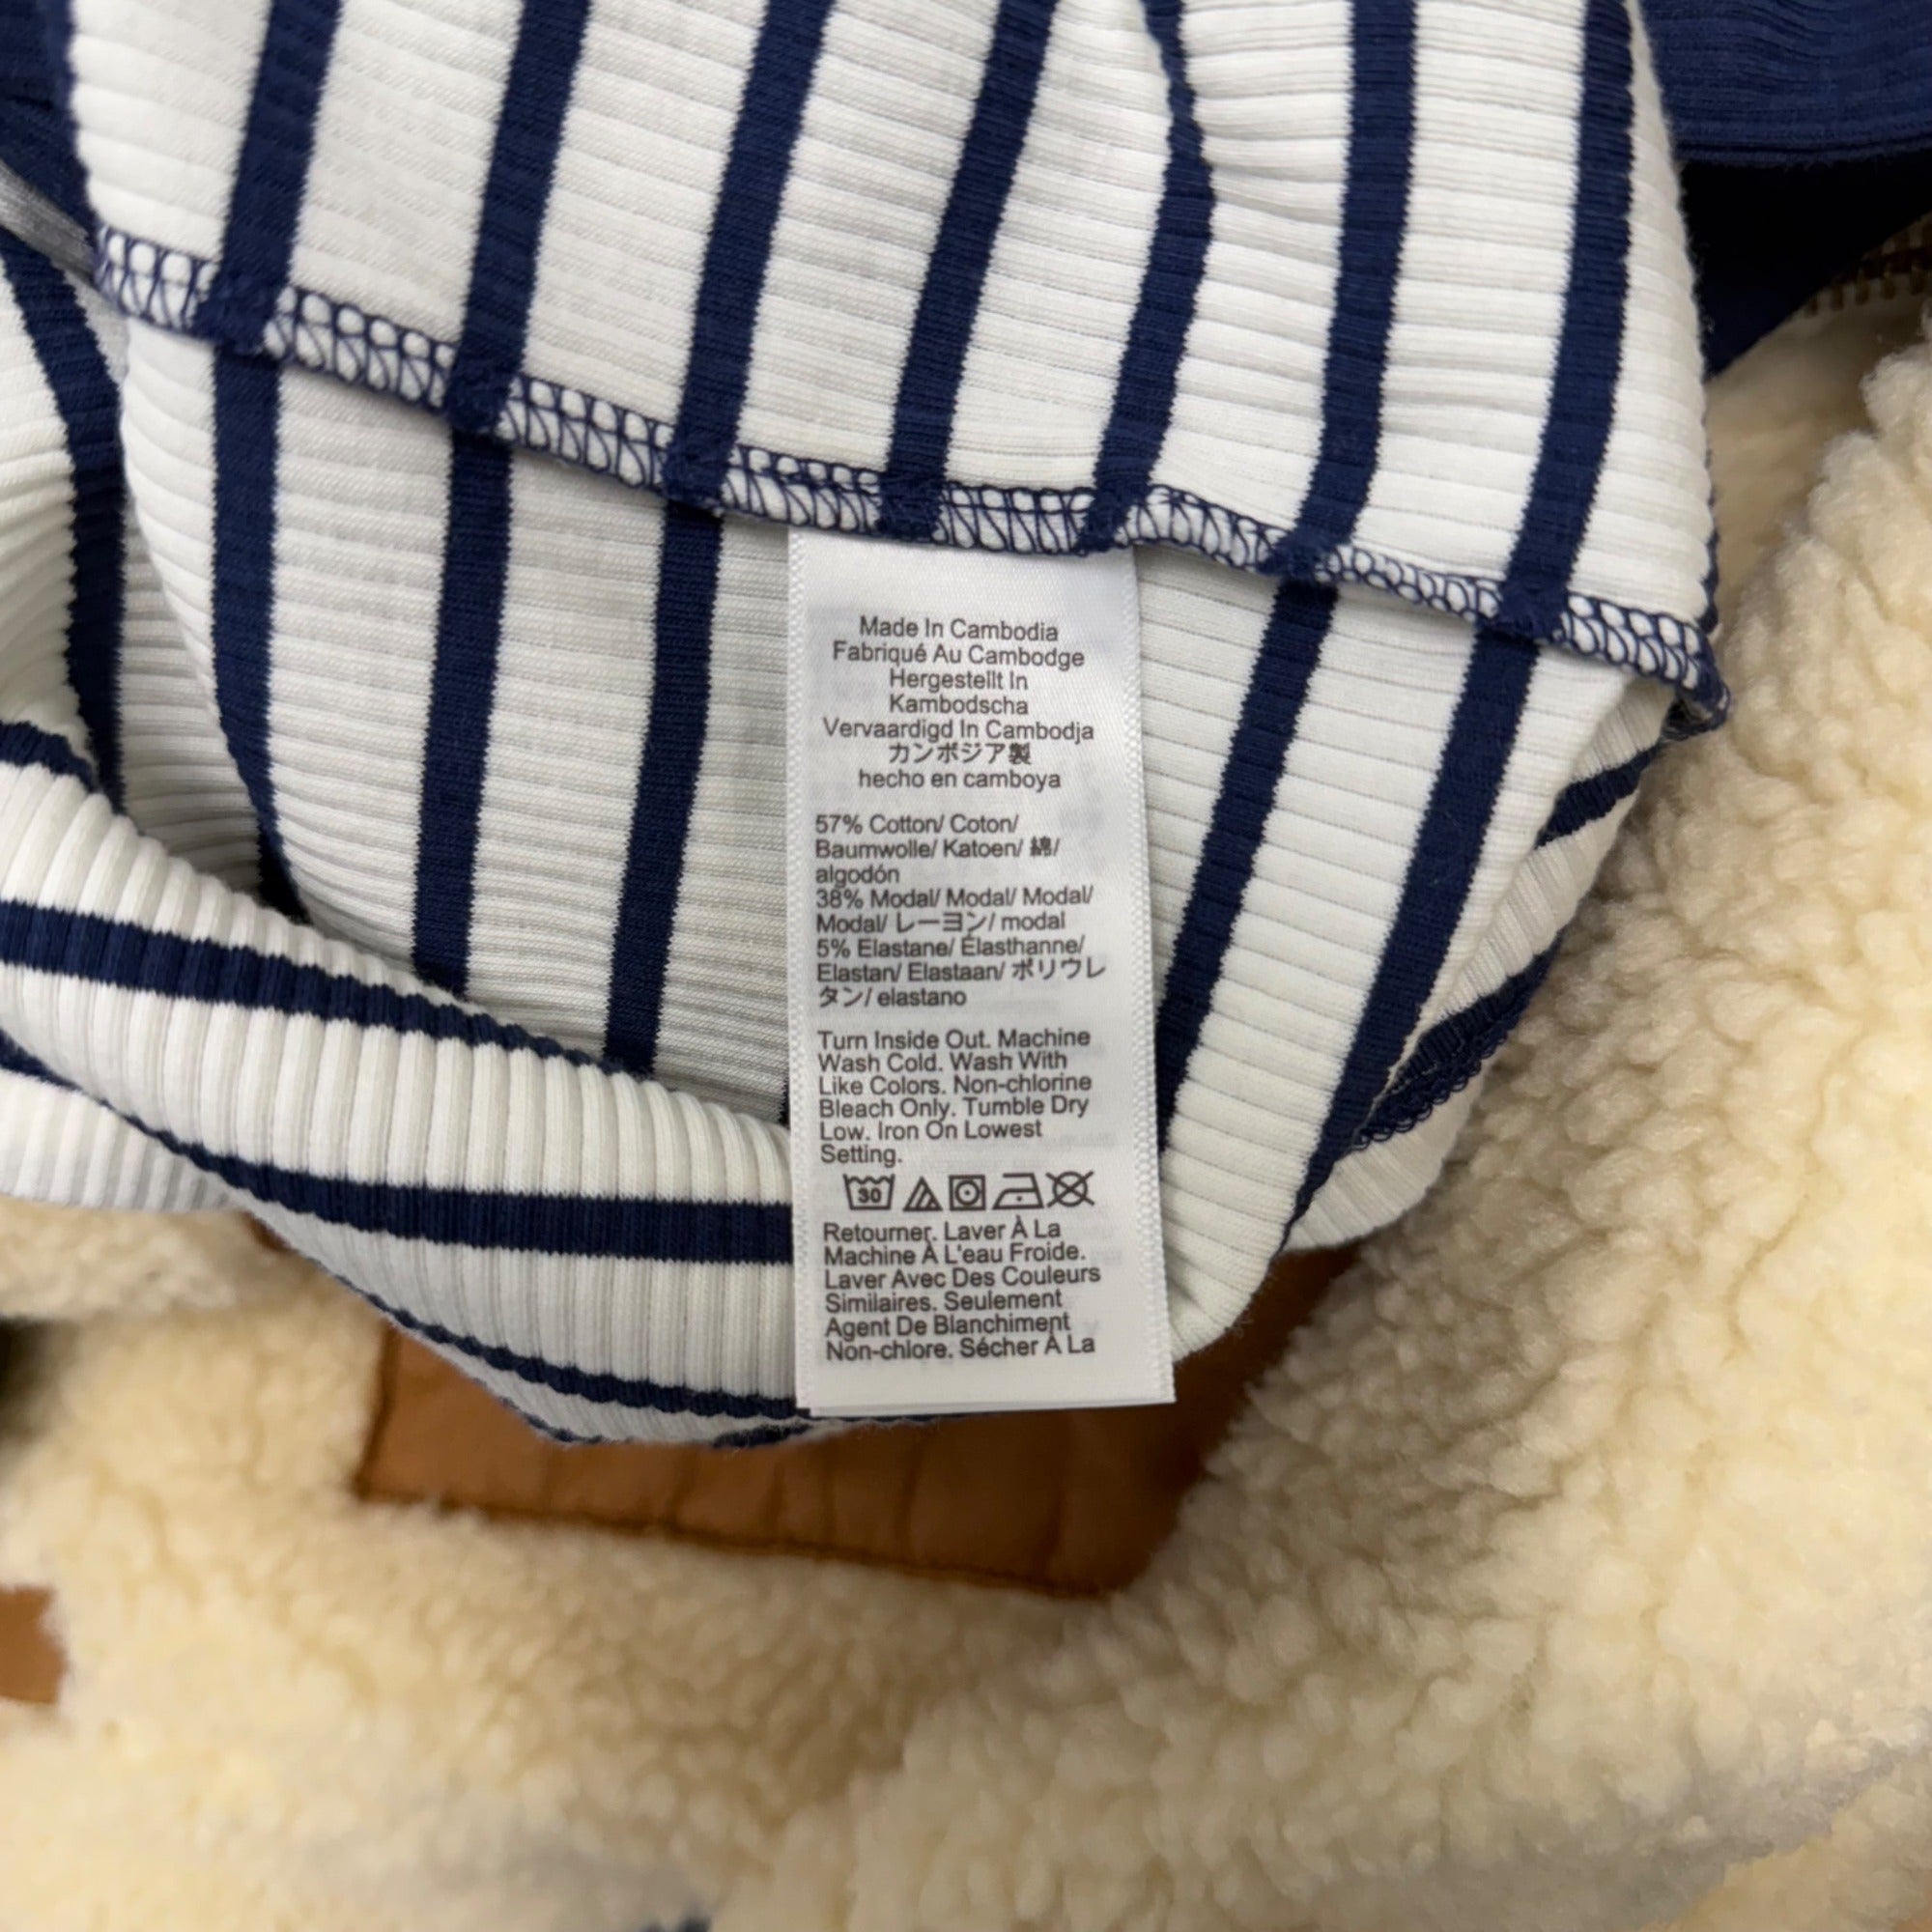 Made In Cambodia
Fabriqué Au Cambodge
Hergestellt In
Kambodscha
Vervaardigd In Cambodja
カンボジア製
hecho en camboya
57% Cotton/ Coton/
Baumwolle/ Katoen/ 綿/
algodón
38% Modal/ Modal/ Modal/
Modal/ レーヨン/ modal
5% Elastane/ Élasthanne/
Elastan/ Elastaan/ ポリウレ
タン/ elastano
Turn Inside Out. Machine
Wash Cold. Wash With
Like Colors. Non-chlorine
Bleach Only. Tumble Dry
Low. Iron On Lowest
Setting.
30
Retourner. Laver À La
Machine À L'eau Froide.
Laver Avec Des Couleurs
Similaires. Seulement
Agent De Blanchiment
Non-chlore. Sécher À La